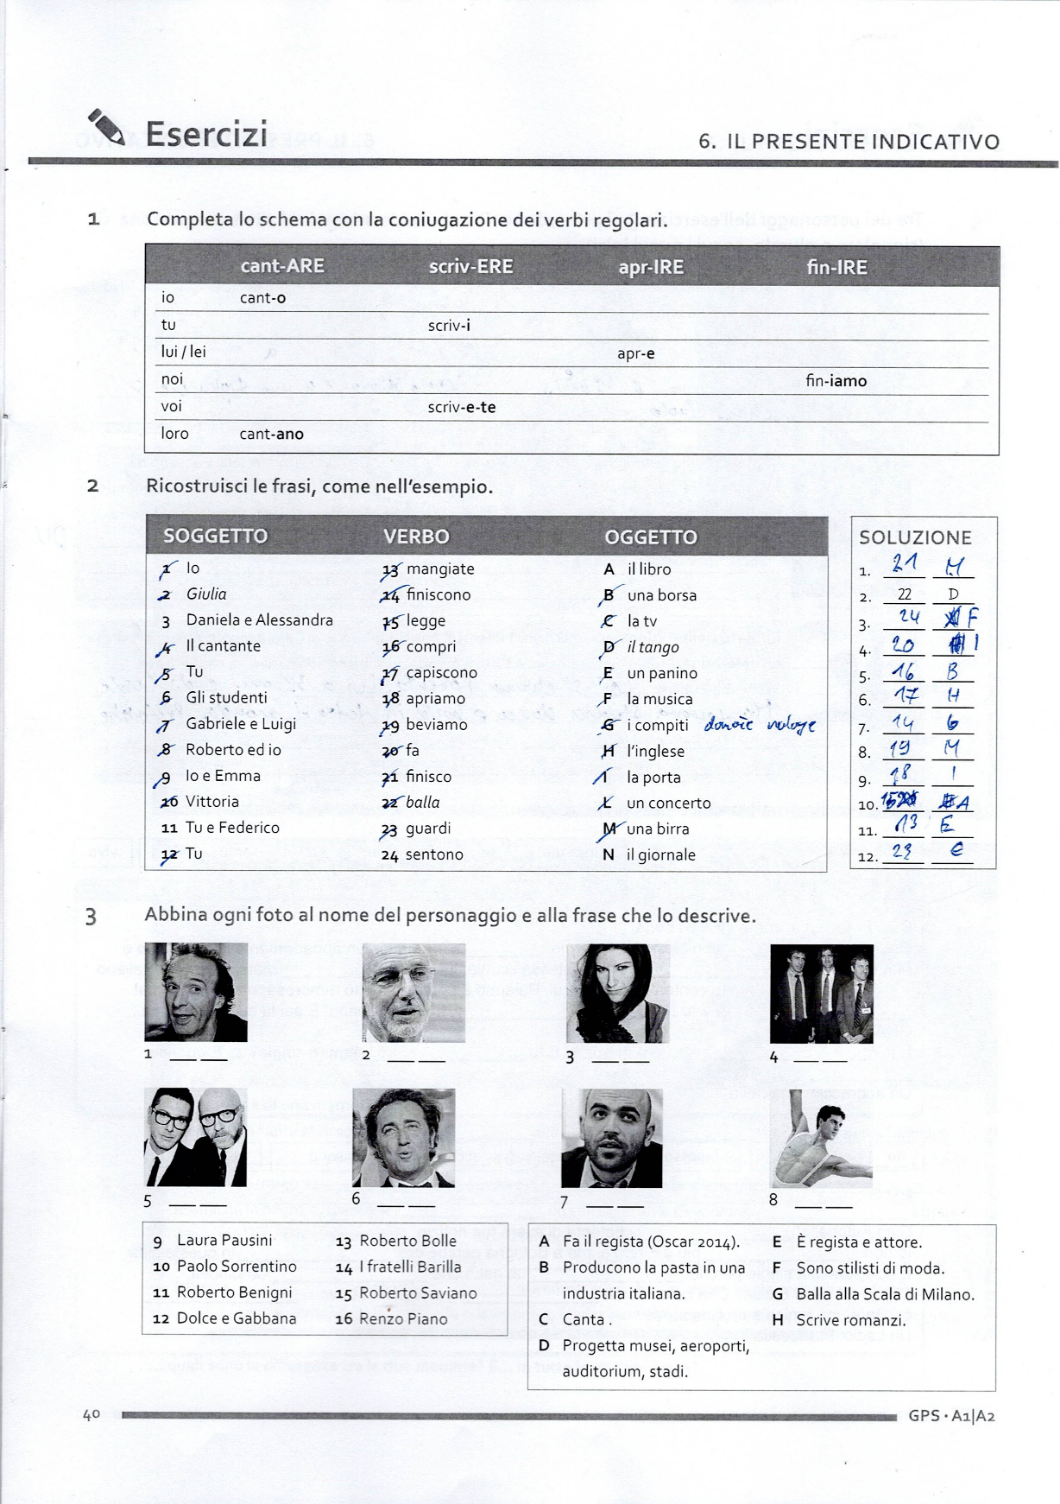 Esercizi
6. IL PRESENTE INDICATIVO
1 Completa lo schema con la coniugazione dei verbi regolari.
cant-ARE scriv-ERE apr-IRE fin-IRE
io cant-o
tu scriv-i
lui / lei apr-e
noi fin-iamo
voi scriv-e-te
loro cant-ano
2 Ricostruisci le frasi, come nell'esempio.
SOGGETTO VERBO OGGETTO SOLUZIONE
1 Io 13 mangiate A il libro 1. 21 M
2 Giulia 14 finiscono B una borsa 2. 22 D
3 Daniela e Alessandra 15 legge C la tv 3. 24 F
4 Il cantante 16 compri D il tango 4. 20 I
5 Tu 17 capiscono E un panino 5. 16 B
6 Gli studenti 18 apriamo F la musica 6. 17 H
7 Gabriele e Luigi 19 beviamo G i compiti domače naloge 7. 14 G
8 Roberto ed io 20 fa H l'inglese 8. 19 M
9 Io e Emma 21 finisco I la porta 9. 18 I
10 Vittoria 22 balla L un concerto 10. 15 A
11 Tu e Federico 23 guardi M una birra 11. 13 E
12 Tu 24 sentono N il giornale 12. 23 C
3 Abbina ogni foto al nome del personaggio e alla frase che lo descrive.
1 2 3 4
5 6 7 8
9 Laura Pausini 13 Roberto Bolle A Fa il regista (Oscar 2014). E È regista e attore.
10 Paolo Sorrentino 14 I fratelli Barilla B Producono la pasta in una F Sono stilisti di moda.
11 Roberto Benigni 15 Roberto Saviano industria italiana. G Balla alla Scala di Milano.
12 Dolce e Gabbana 16 Renzo Piano C Canta . H Scrive romanzi.
D Progetta musei, aeroporti,
auditorium, stadi.
40 GPS • A1|A2